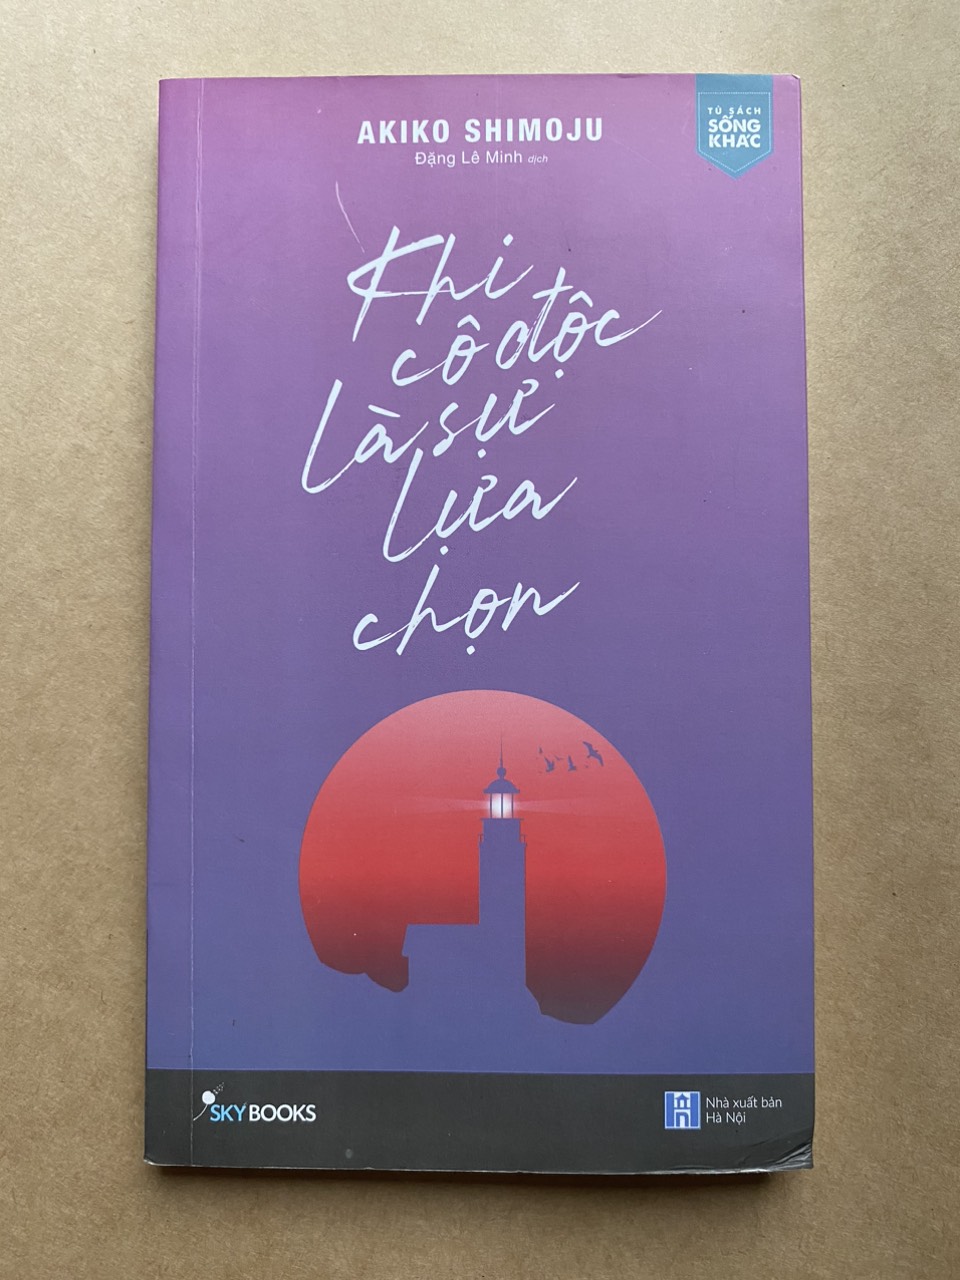 AKIKO SHIMOJU
Đặng Lê Minh dịch
TỦ SÁCH
SỐNG
KHÁC
Khi
cô độc
là sự
lựa
chọn
SKYBOOKS
Nhà xuất bản
Hà Nội